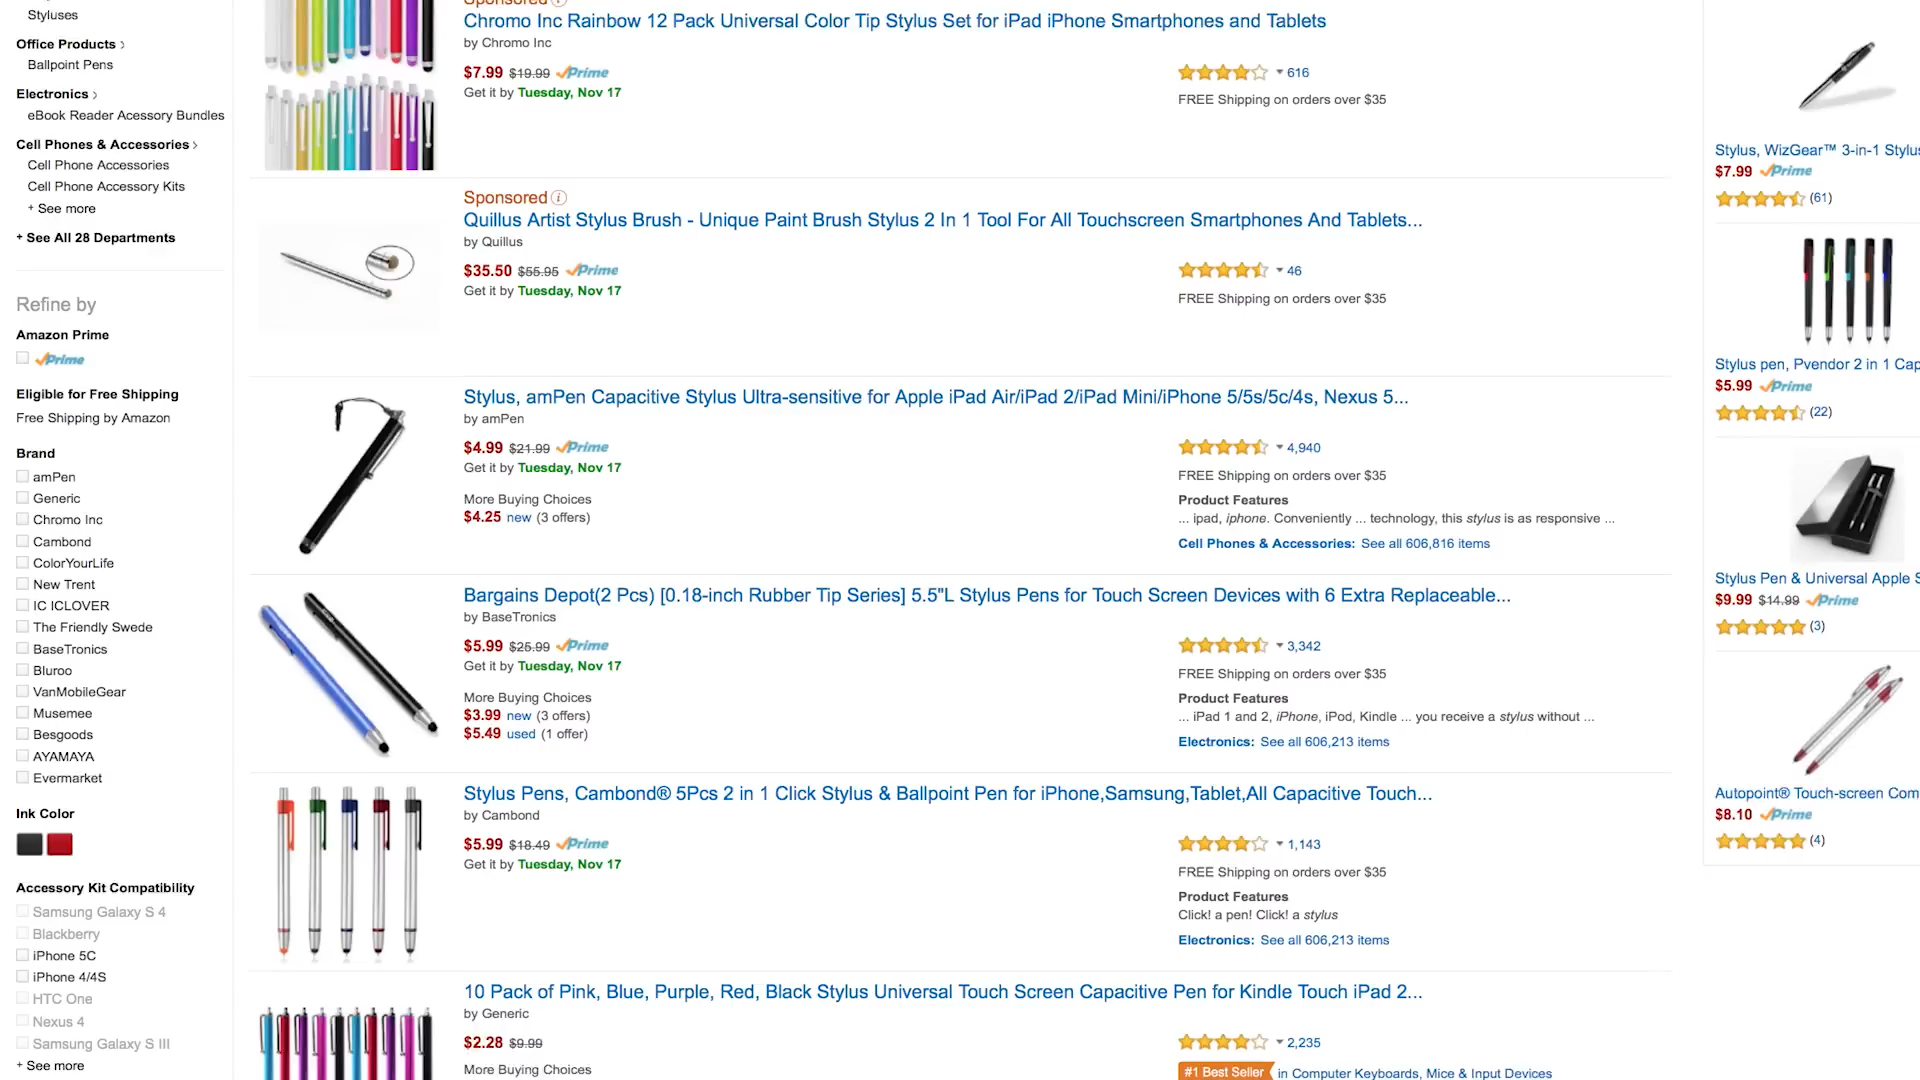 Styluses
Office Products
Ballpoint Pens
Electronics
eBook Reader Acessory Bundles
Cell Phones & Accessories
Cell Phone Accessories
Cell Phone Accessory Kits
+ See more
+ See All 28 Departments
Refine by
Amazon Prime
Prime
Eligible for Free Shipping
Free Shipping by Amazon
Brand
amPen
Generic
Chromo Inc
Cambond
ColorYourLife
New Trent
IC ICLOVER
The Friendly Swede
BaseTronics
Bluroo
VanMobileGear
Musemee
Besgoods
AYAMAYA
Evermarket
Ink Color
Accessory Kit Compatibility
Samsung Galaxy S 4
Blackberry
iPhone 5C
iPhone 4/4S
HTC One
Nexus 4
Samsung Galaxy S III
+ See more
Sponsored
Chromo Inc Rainbow 12 Pack Universal Color Tip Stylus Set for iPad iPhone Smartphones and Tablets
by Chromo Inc
$7.99 $19.99 Prime
Get it by Tuesday, Nov 17
616
FREE Shipping on orders over $35
Sponsored
Quillus Artist Stylus Brush - Unique Paint Brush Stylus 2 In 1 Tool For All Touchscreen Smartphones And Tablets...
by Quillus
$35.50 $55.95 Prime
Get it by Tuesday, Nov 17
46
FREE Shipping on orders over $35
Stylus, amPen Capacitive Stylus Ultra-sensitive for Apple iPad Air/iPad 2/iPad Mini/iPhone 5/5s/5c/4s, Nexus 5...
by amPen
$4.99 $21.99 Prime
Get it by Tuesday, Nov 17
More Buying Choices
$4.25 new (3 offers)
4,940
FREE Shipping on orders over $35
Product Features
... ipad, iphone. Conveniently ... technology, this stylus is as responsive ...
Cell Phones & Accessories: See all 606,816 items
Bargains Depot(2 Pcs) [0.18-inch Rubber Tip Series] 5.5"L Stylus Pens for Touch Screen Devices with 6 Extra Replaceable...
by BaseTronics
$5.99 $25.99 Prime
Get it by Tuesday, Nov 17
More Buying Choices
$3.99 new (3 offers)
$5.49 used (1 offer)
3,342
FREE Shipping on orders over $35
Product Features
... iPad 1 and 2, iPhone, iPod, Kindle ... you receive a stylus without ...
Electronics: See all 606,213 items
Stylus Pens, Cambond® 5Pcs 2 in 1 Click Stylus & Ballpoint Pen for iPhone,Samsung,Tablet,All Capacitive Touch...
by Cambond
$5.99 $18.49 Prime
Get it by Tuesday, Nov 17
1,143
FREE Shipping on orders over $35
Product Features
Click! a pen! Click! a stylus
Electronics: See all 606,213 items
10 Pack of Pink, Blue, Purple, Red, Black Stylus Universal Touch Screen Capacitive Pen for Kindle Touch iPad 2...
by Generic
$2.28 $9.99
More Buying Choices
2,235
#1 Best Seller in Computer Keyboards, Mice & Input Devices
Stylus, WizGear™ 3-in-1 Stylus
$7.99 Prime
(61)
Stylus pen, Pvendor 2 in 1 Cap
$5.99 Prime
(22)
Stylus Pen & Universal Apple S
$9.99 $14.99 Prime
(3)
Autopoint® Touch-screen Com
$8.10 Prime
(4)